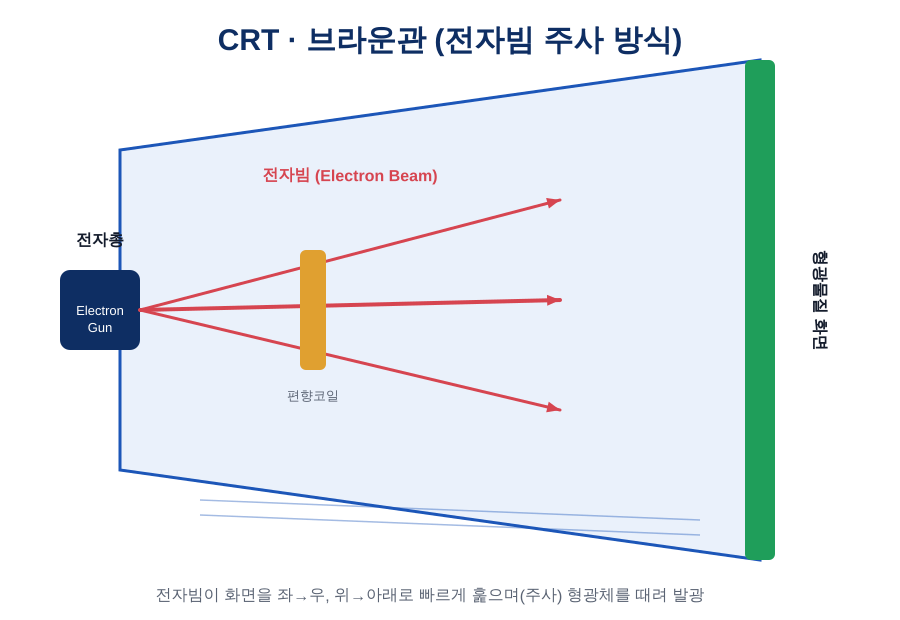 CRT · 브라운관 (전자빔 주사 방식)
전자빔 (Electron Beam)
전자총
Electron
Gun
형광물질 화면
편향코일
전자빔이 화면을 좌→우, 위→아래로 빠르게 훑으며(주사) 형광체를 때려 발광